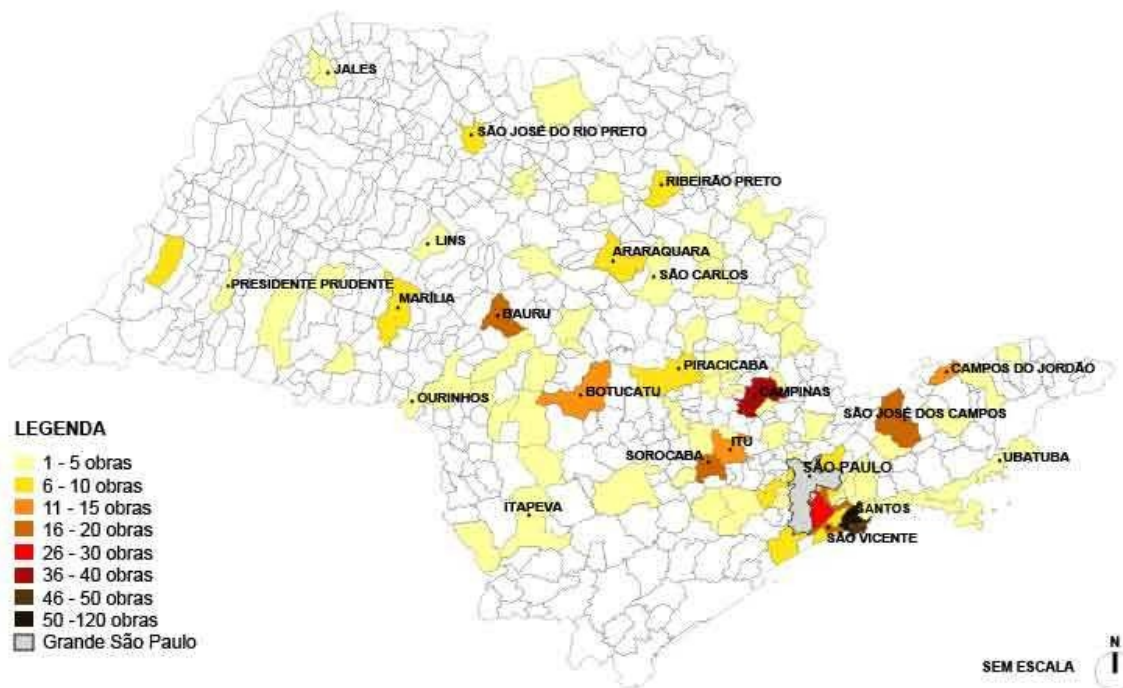 JALES
SÃO JOSÉ DO RIO PRETO
RIBEIRÃO PRETO
LINS
ARARAQUARA
SÃO CARLOS
PRESIDENTE PRUDENTE
MARÍLIA
BAURU
PIRACICABA
CAMPOS DO JORDÃO
OURINHOS
BOTUCATU
CAMPINAS
SÃO JOSÉ DOS CAMPOS
ITU
SOROCABA
UBATUBA
SÃO PAULO
ITAPEVA
SANTOS
SÃO VICENTE
LEGENDA
1 - 5 obras
6 - 10 obras
11 - 15 obras
16 - 20 obras
26 - 30 obras
36 - 40 obras
46 - 50 obras
50 -120 obras
Grande São Paulo
N
SEM ESCALA